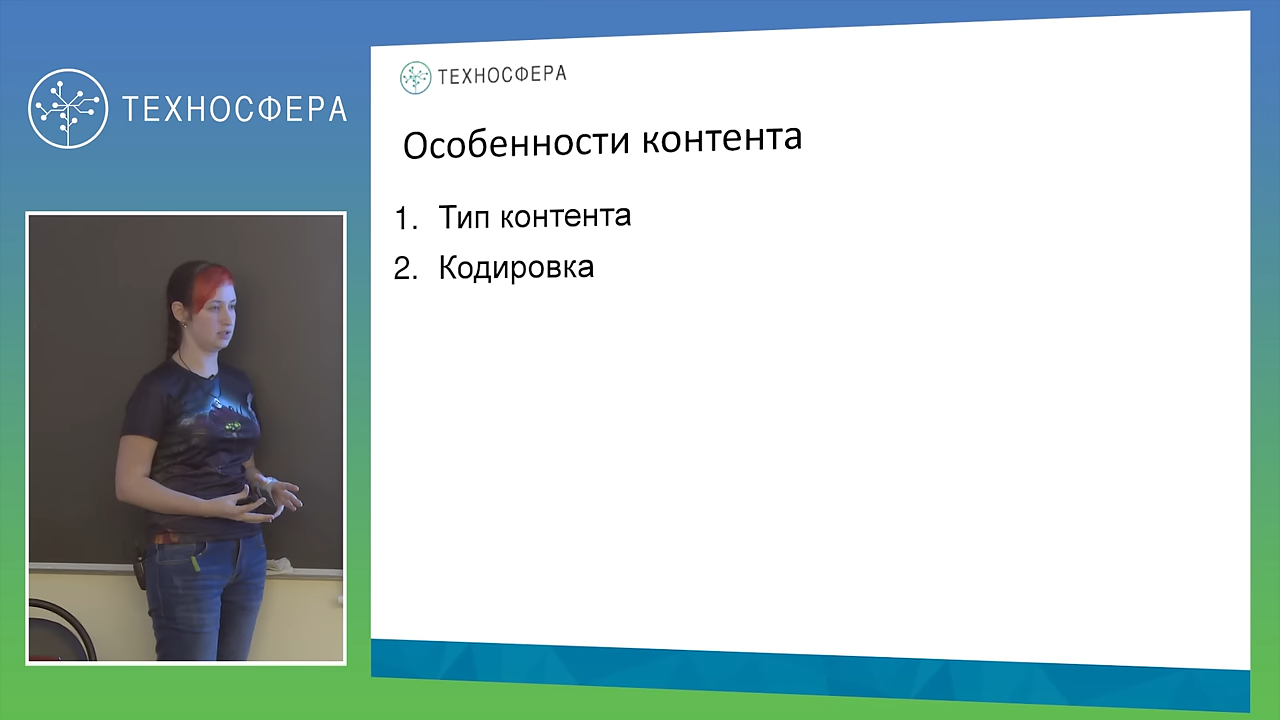 ТЕХНОСФЕРА
ТЕХНОСФЕРА
Особенности контента
1. Тип контента
2. Кодировка